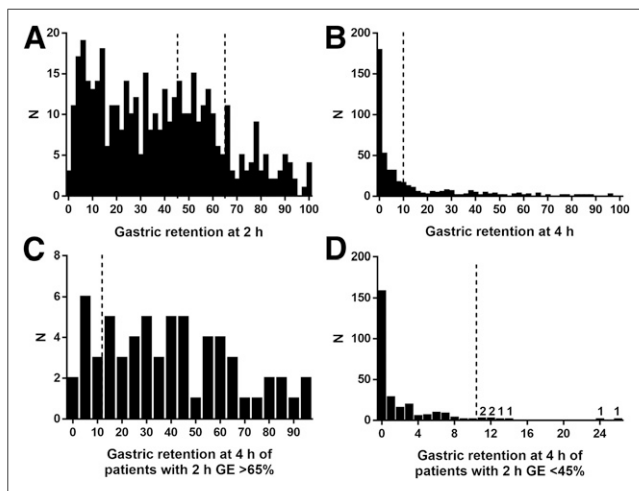 A
20
15
10
5
0
N
0 10 20 30 40 50 60 70 80 90 100
Gastric retention at 2 h
B
200
150
100
50
0
N
0 10 20 30 40 50 60 70 80 90 100
Gastric retention at 4 h
C
8
6
4
2
0
N
0 10 20 30 40 50 60 70 80 90
Gastric retention at 4 h of
patients with 2 h GE >65%
D
200
150
100
50
0
N
2 2 1 1 1 1
0 4 8 12 16 20 24
Gastric retention at 4 h of
patients with 2 h GE <45%